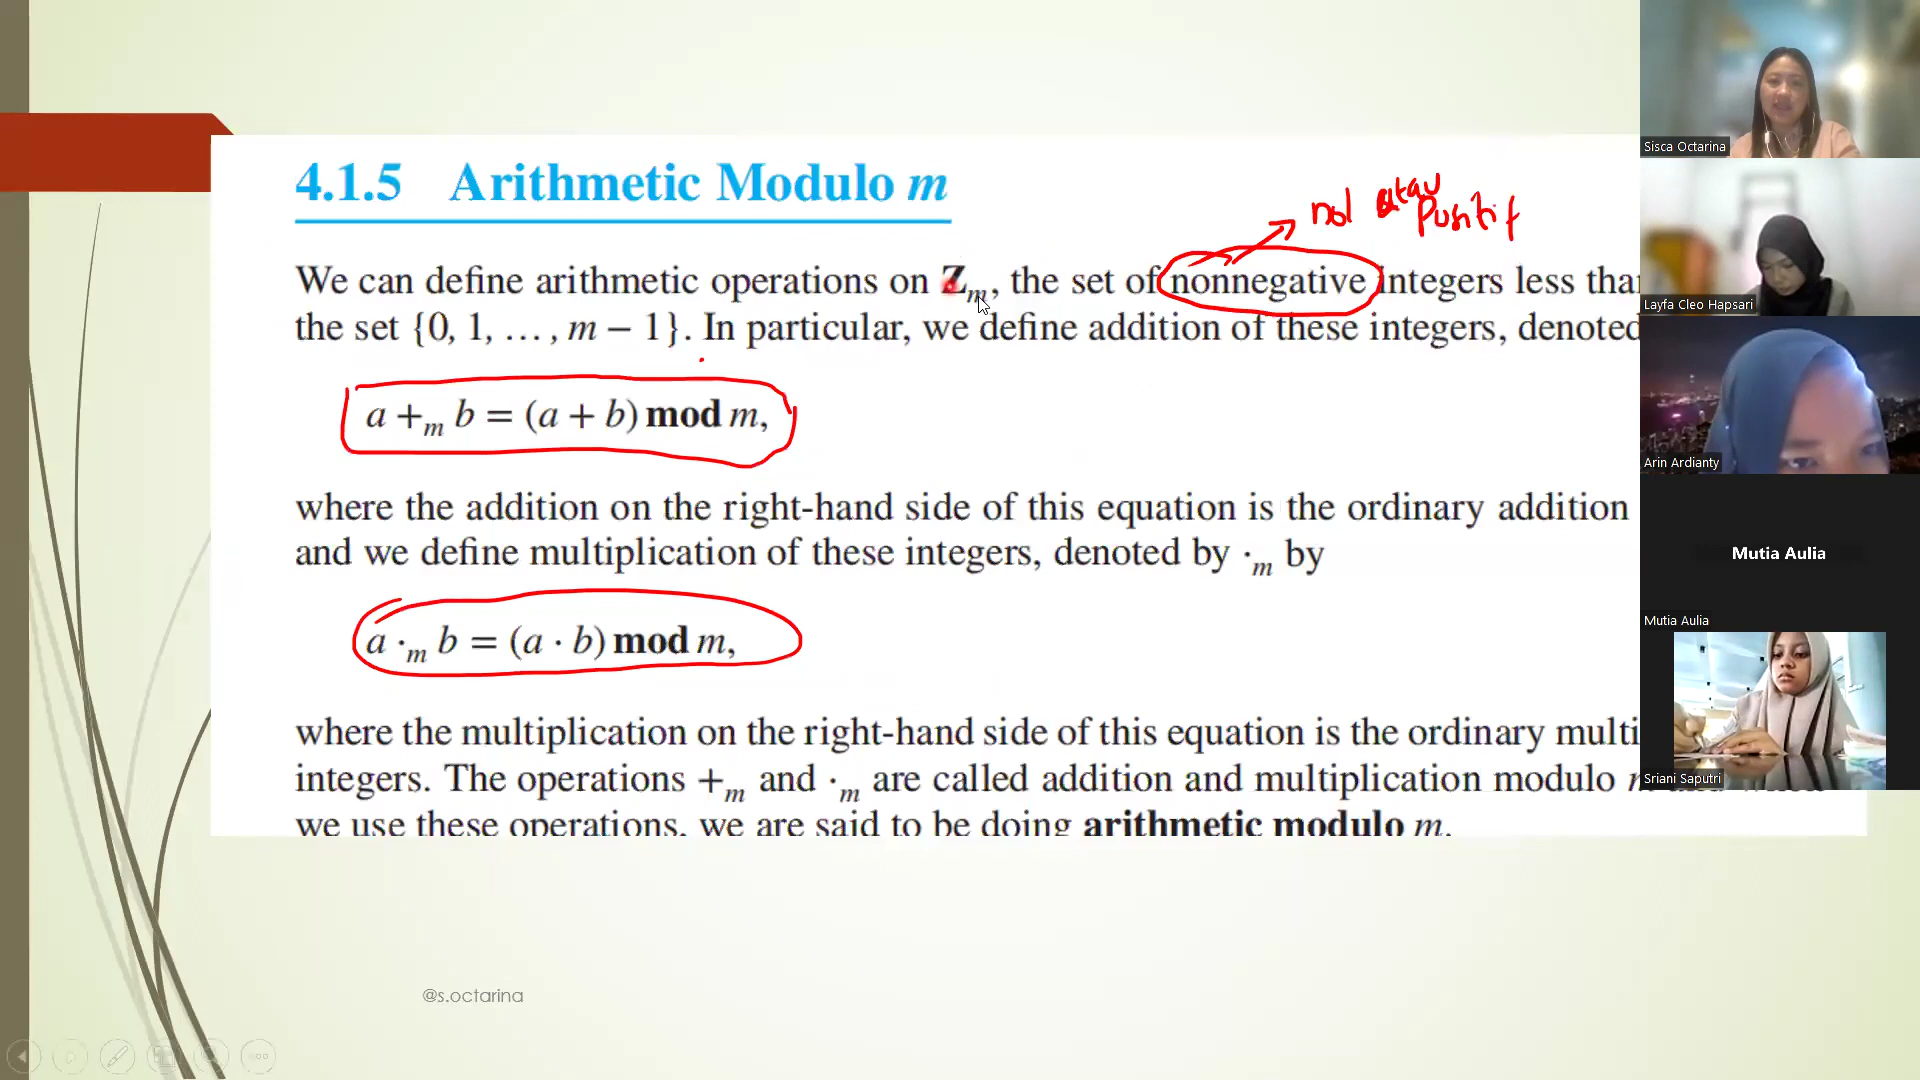 4.1.5 Arithmetic Modulo m
nol atau
Positif
We can define arithmetic operations on Zₘ, the set of nonnegative integers less than
the set {0, 1, … , m − 1}. In particular, we define addition of these integers, denoted
a +ₘ b = (a + b) mod m,
where the addition on the right-hand side of this equation is the ordinary addition
and we define multiplication of these integers, denoted by ·ₘ by
a ·ₘ b = (a · b) mod m,
where the multiplication on the right-hand side of this equation is the ordinary multi
integers. The operations +ₘ and ·ₘ are called addition and multiplication modulo
we use these operations, we are said to be doing arithmetic modulo m.
@s.octarina
Sisca Octarina
Layfa Cleo Hapsari
Arin Ardianty
Mutia Aulia
Mutia Aulia
Sriani Saputri